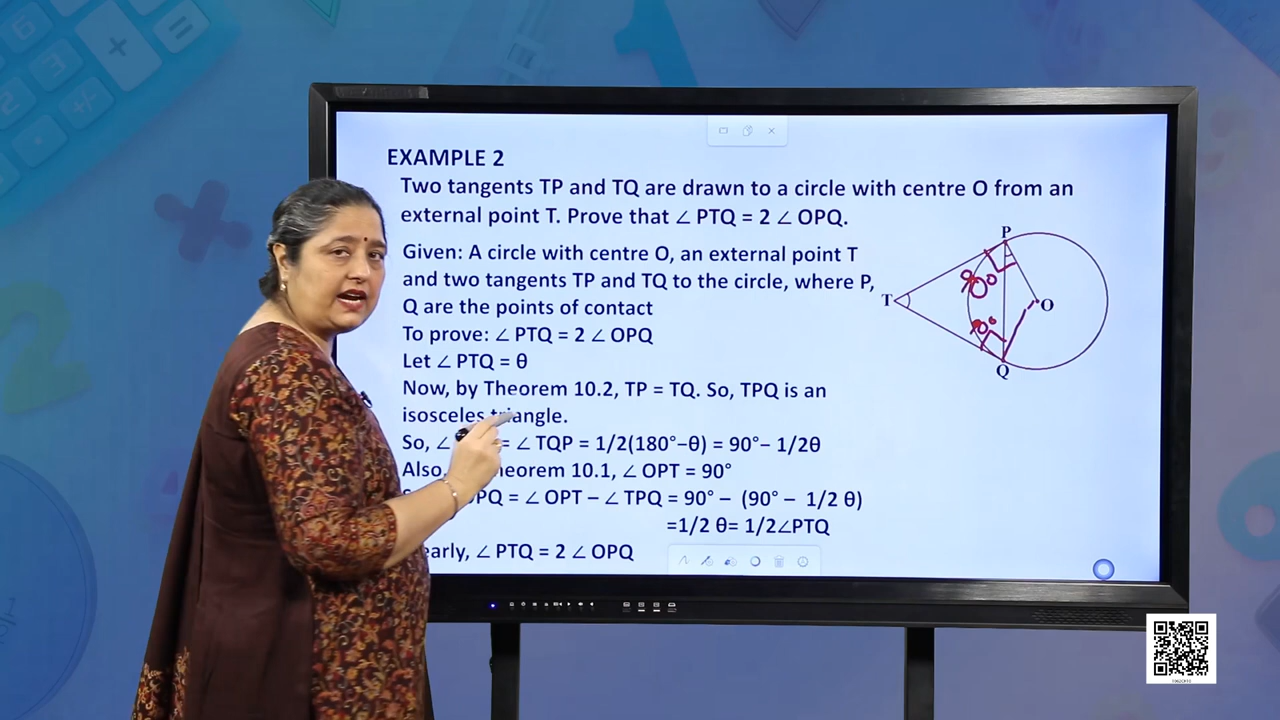 EXAMPLE 2
Two tangents TP and TQ are drawn to a circle with centre O from an
external point T. Prove that ∠ PTQ = 2 ∠ OPQ.
Given: A circle with centre O, an external point T
and two tangents TP and TQ to the circle, where P,
Q are the points of contact
To prove: ∠ PTQ = 2 ∠ OPQ
Let ∠ PTQ = θ
Now, by Theorem 10.2, TP = TQ. So, TPQ is an
isosceles triangle.
So, ∠ = ∠ TQP = 1/2(180°−θ) = 90°− 1/2θ
Also, Theorem 10.1, ∠ OPT = 90°
OPQ = ∠ OPT − ∠ TPQ = 90° − (90° − 1/2 θ)
=1/2 θ= 1/2∠PTQ
∠ PTQ = 2 ∠ OPQ
P
90°
T
O
90°
Q